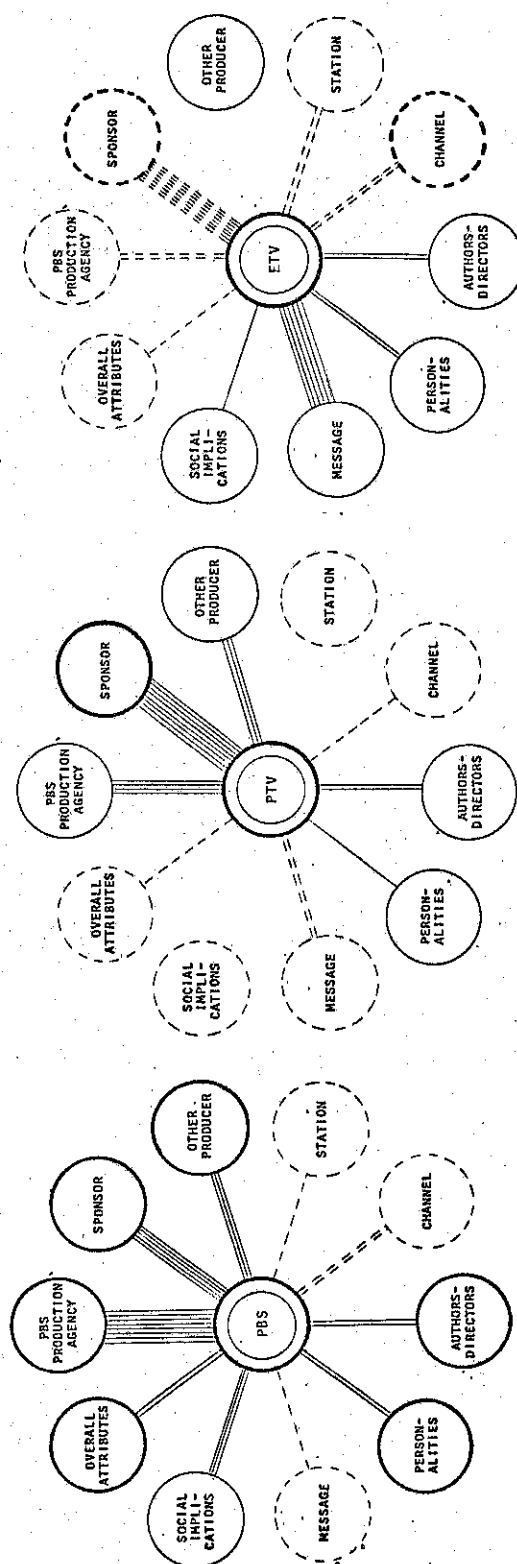 PBS
PBS
PRODUCTION
AGENCY
SPONSOR
OTHER
PRODUCER
STATION
CHANNEL
AUTHORS-
DIRECTORS
PERSON-
ALITIES
MESSAGE
SOCIAL
IMPLI-
CATIONS
OVERALL
ATTRIBUTES
PTV
PBS
PRODUCTION
AGENCY
SPONSOR
OTHER
PRODUCER
STATION
CHANNEL
AUTHORS-
DIRECTORS
PERSON-
ALITIES
MESSAGE
SOCIAL
IMPLI-
CATIONS
OVERALL
ATTRIBUTES
ETV
PBS
PRODUCTION
AGENCY
SPONSOR
OTHER
PRODUCER
STATION
CHANNEL
AUTHORS-
DIRECTORS
PERSON-
ALITIES
MESSAGE
SOCIAL
IMPLI-
CATIONS
OVERALL
ATTRIBUTES